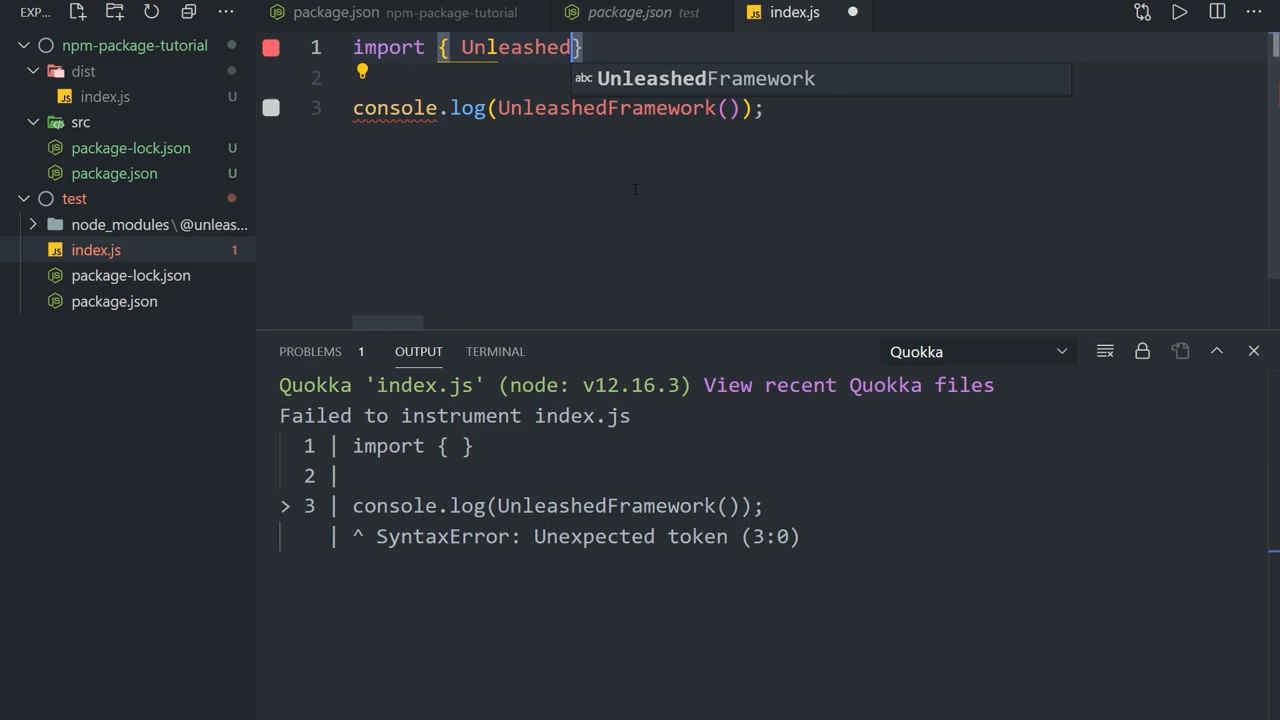 EXP...
package.json npm-package-tutorial
package.json test
index.js
npm-package-tutorial
dist
index.js U
src
package-lock.json U
package.json U
test
node_modules\@unleas...
index.js 1
package-lock.json
package.json
1 import { Unleashed}
abc UnleashedFramework
2
3 console.log(UnleashedFramework());
PROBLEMS 1 OUTPUT TERMINAL Quokka
Quokka 'index.js' (node: v12.16.3) View recent Quokka files
Failed to instrument index.js
1 | import { }
2 |
> 3 | console.log(UnleashedFramework());
| ^ SyntaxError: Unexpected token (3:0)